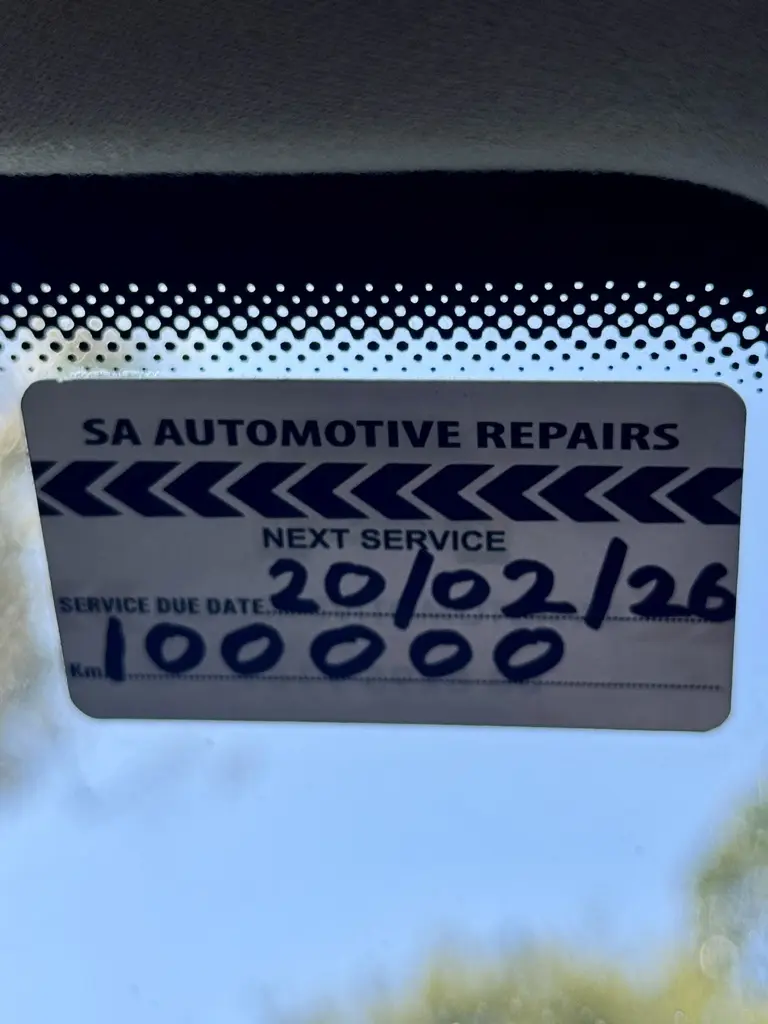 SA AUTOMOTIVE REPAIRS
NEXT SERVICE
SERVICE DUE DATE 20/02/26
Km 100000